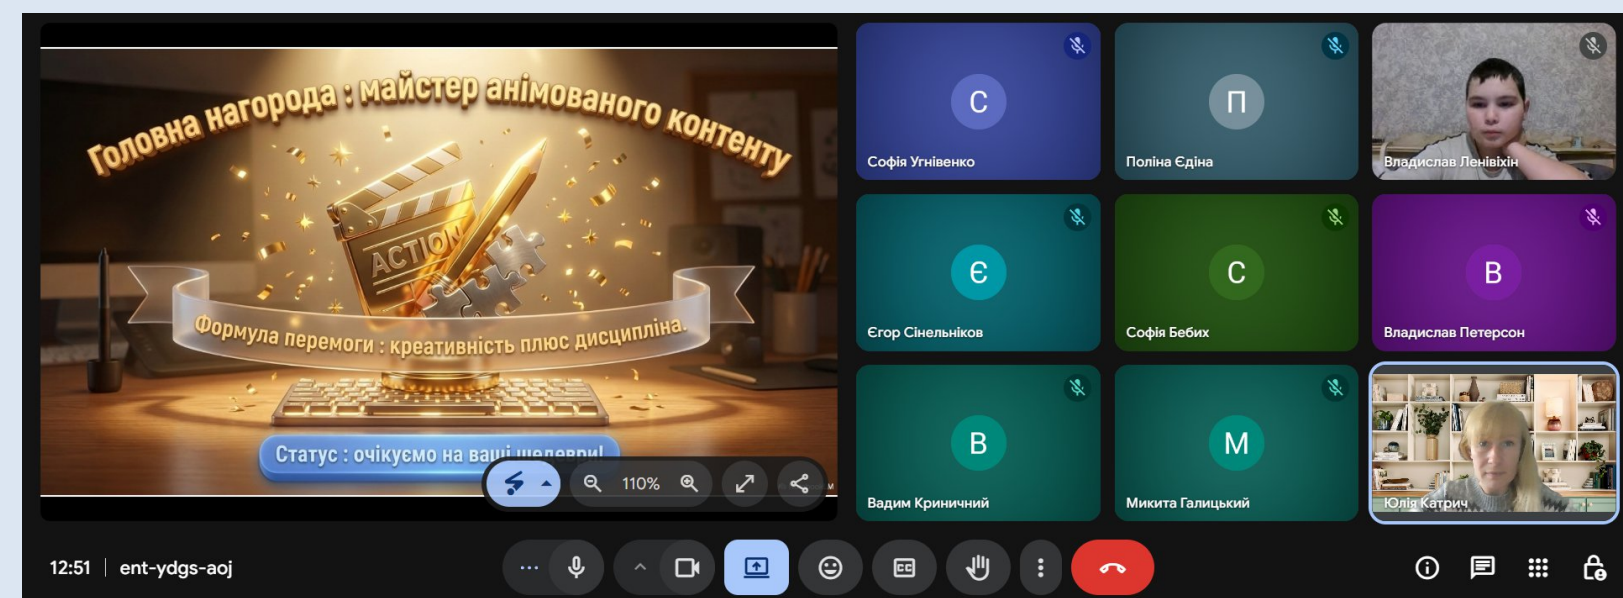 Головна нагорода : майстер анімованого контенту
ACTION
Формула перемоги : креативність плюс дисципліна.
Статус : очікуємо на ваші шедеври!
110%
С
Софія Угнівенко
П
Поліна Єдіна
Владислав Ленівіхін
Є
Єгор Сінельніков
С
Софія Бебих
В
Владислав Петерсон
В
Вадим Криничний
М
Микита Галицький
Юлія Катрич
12:51 | ent-ydgs-aoj
CC